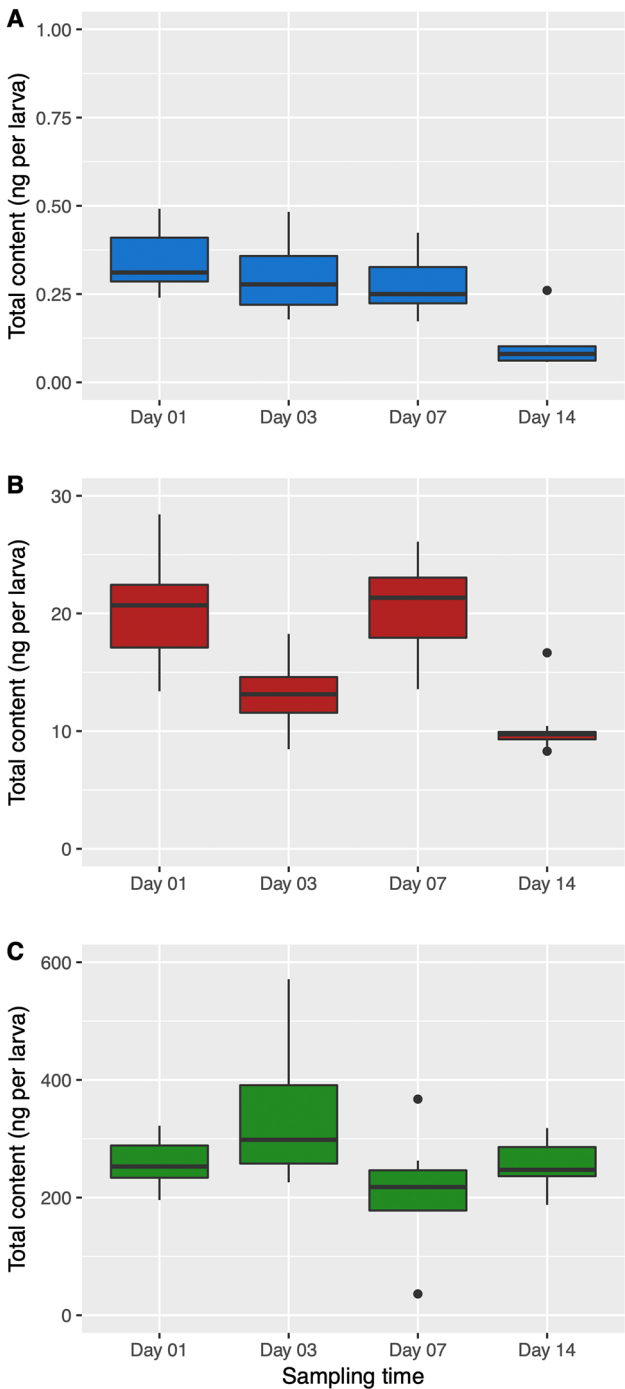 A
Total content (ng per larva)
1.00
0.75
0.50
0.25
0.00
Day 01 Day 03 Day 07 Day 14
B
Total content (ng per larva)
30
20
10
0
Day 01 Day 03 Day 07 Day 14
C
Total content (ng per larva)
600
400
200
0
Day 01 Day 03 Day 07 Day 14
Sampling time